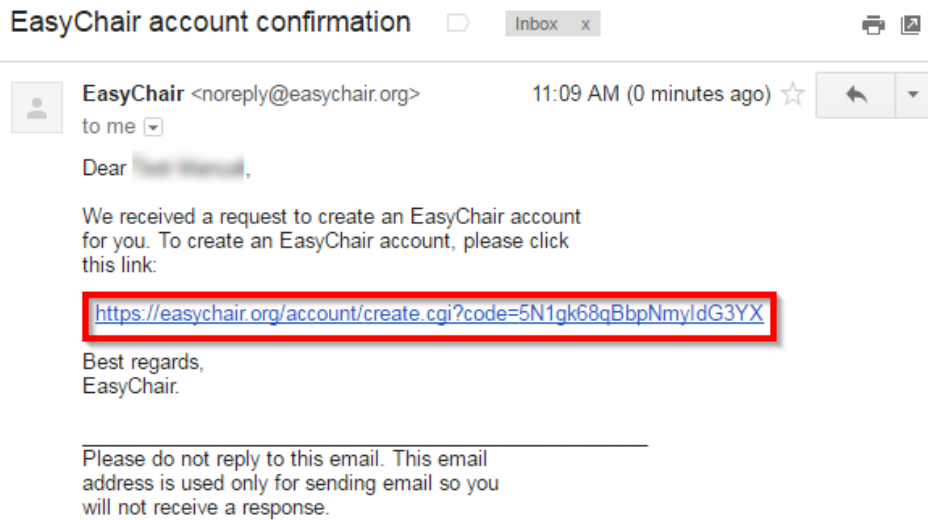 EasyChair account confirmation Inbox x
EasyChair <noreply@easychair.org> 11:09 AM (0 minutes ago)
to me
Dear ,
We received a request to create an EasyChair account
for you. To create an EasyChair account, please click
this link:
https://easychair.org/account/create.cgi?code=5N1gk68qBbpNmyIdG3YX
Best regards,
EasyChair.
Please do not reply to this email. This email
address is used only for sending email so you
will not receive a response.